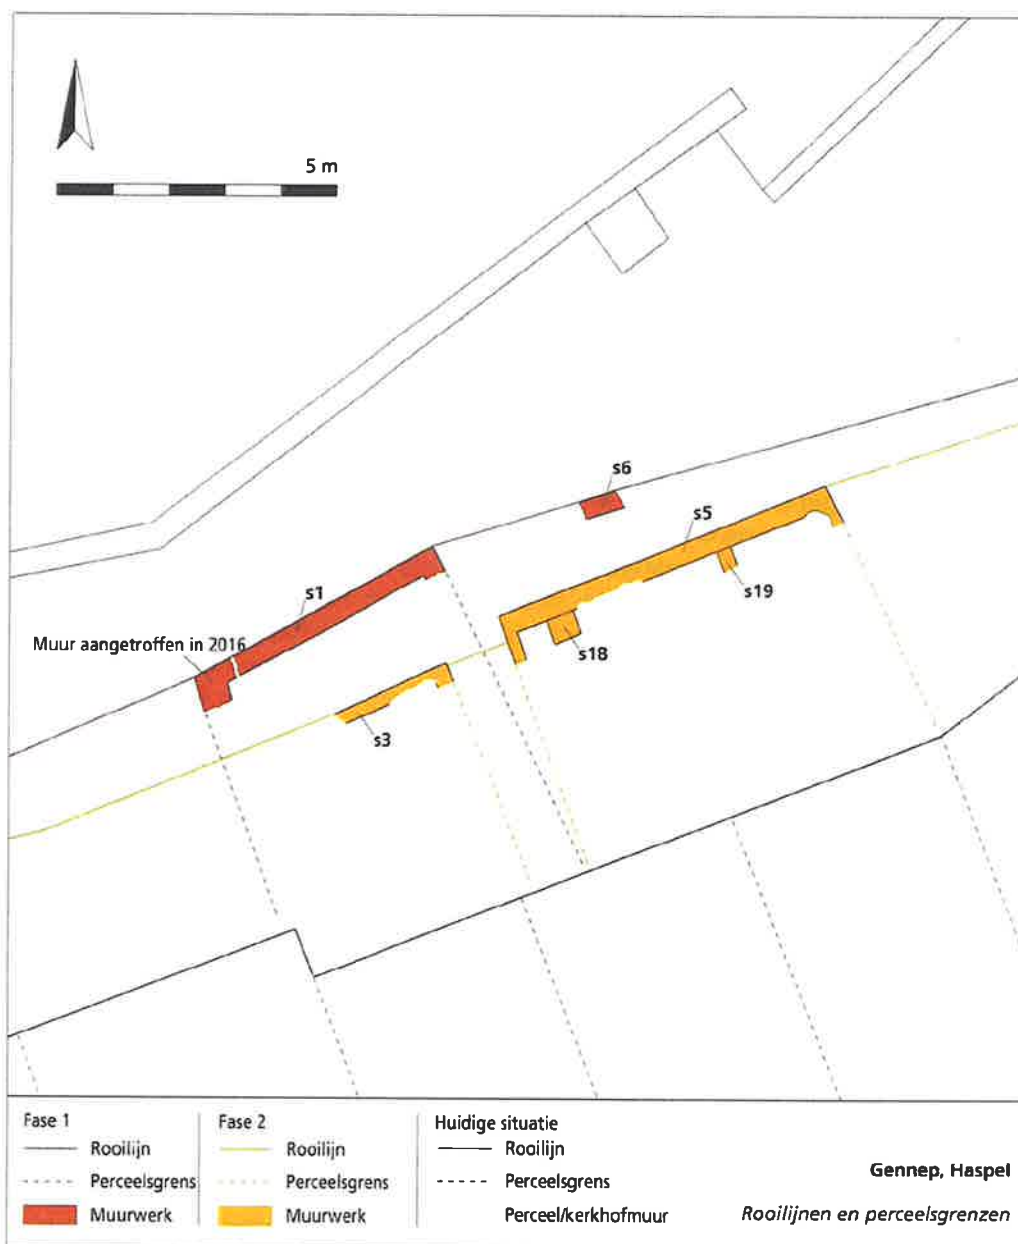 5 m
s6
s5
s1
s19
Muur aangetroffen in 2016
s18
s3
Fase 1
Rooilijn
Perceelsgrens
Muurwerk
Fase 2
Rooilijn
Perceelsgrens
Muurwerk
Huidige situatie
Rooilijn
Perceelsgrens
Perceel/kerkhofmuur
Gennep, Haspel
Rooilijnen en perceelsgrenzen